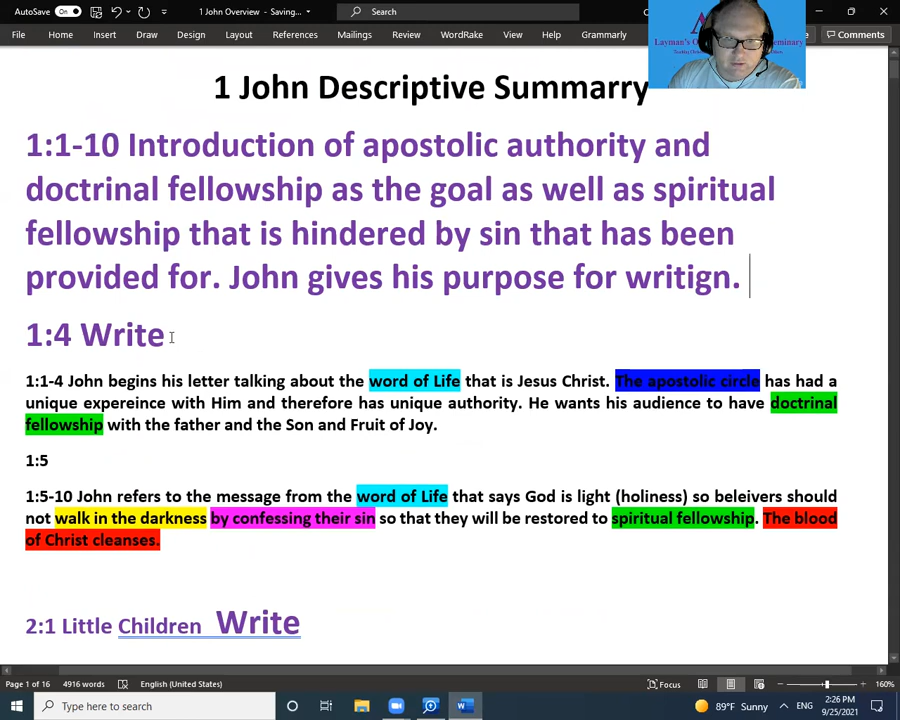 AutoSave On 1 John Overview - Saving... Search
File Home Insert Draw Design Layout References Mailings Review View WordRake Help Grammarly Comments
Layman's
1 John Descriptive Summarry
1:1-10 Introduction of apostolic authority and
doctrinal fellowship as the goal as well as spiritual
fellowship that is hindered by sin that has been
provided for. John gives his purpose for writign.
1:4 Write
1:1-4 John begins his letter talking about the word of Life that is Jesus Christ. The apostolic circle has had a
unique expereince with Him and therefore has unique authority. He wants his audience to have doctrinal
fellowship with the father and the Son and Fruit of Joy.
1:5
1:5-10 John refers to the message from the word of Life that says God is light (holiness) so beleivers should
not walk in the darkness by confessing their sin so that they will be restored to spiritual fellowship. The blood
of Christ cleanses.
2:1 Little Children Write
Page 1 of 16 4916 words English (United States) Focus 160%
Type here to search 89°F Sunny ENG 2:26 PM
9/25/2021